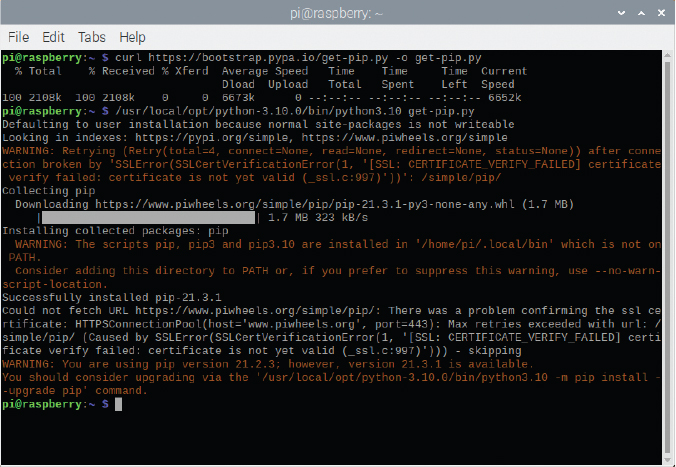 pi@raspberry: ~
File Edit Tabs Help
pi@raspberry:~ $ curl https://bootstrap.pypa.io/get-pip.py -o get-pip.py
  % Total    % Received % Xferd  Average Speed   Time    Time     Time  Current
                                 Dload  Upload   Total   Spent    Left  Speed
100 2108k  100 2108k    0     0  6673k      0 --:--:-- --:--:-- --:--:-- 6652k
pi@raspberry:~ $ /usr/local/opt/python-3.10.0/bin/python3.10 get-pip.py
Defaulting to user installation because normal site-packages is not writeable
Looking in indexes: https://pypi.org/simple, https://www.piwheels.org/simple
WARNING: Retrying (Retry(total=4, connect=None, read=None, redirect=None, status=None)) after conne
ction broken by 'SSLError(SSLCertVerificationError(1, '[SSL: CERTIFICATE_VERIFY_FAILED] certificate
 verify failed: certificate is not yet valid (_ssl.c:997)'))': /simple/pip/
Collecting pip
  Downloading https://www.piwheels.org/simple/pip/pip-21.3.1-py3-none-any.whl (1.7 MB)
     | | 1.7 MB 323 kB/s
Installing collected packages: pip
  WARNING: The scripts pip, pip3 and pip3.10 are installed in '/home/pi/.local/bin' which is not on
 PATH.
  Consider adding this directory to PATH or, if you prefer to suppress this warning, use --no-warn-
script-location.
Successfully installed pip-21.3.1
Could not fetch URL https://www.piwheels.org/simple/pip/: There was a problem confirming the ssl ce
rtificate: HTTPSConnectionPool(host='www.piwheels.org', port=443): Max retries exceeded with url: /
simple/pip/ (Caused by SSLError(SSLCertVerificationError(1, '[SSL: CERTIFICATE_VERIFY_FAILED] certi
ficate verify failed: certificate is not yet valid (_ssl.c:997)'))) - skipping
WARNING: You are using pip version 21.2.3; however, version 21.3.1 is available.
You should consider upgrading via the '/usr/local/opt/python-3.10.0/bin/python3.10 -m pip install -
-upgrade pip' command.
pi@raspberry:~ $